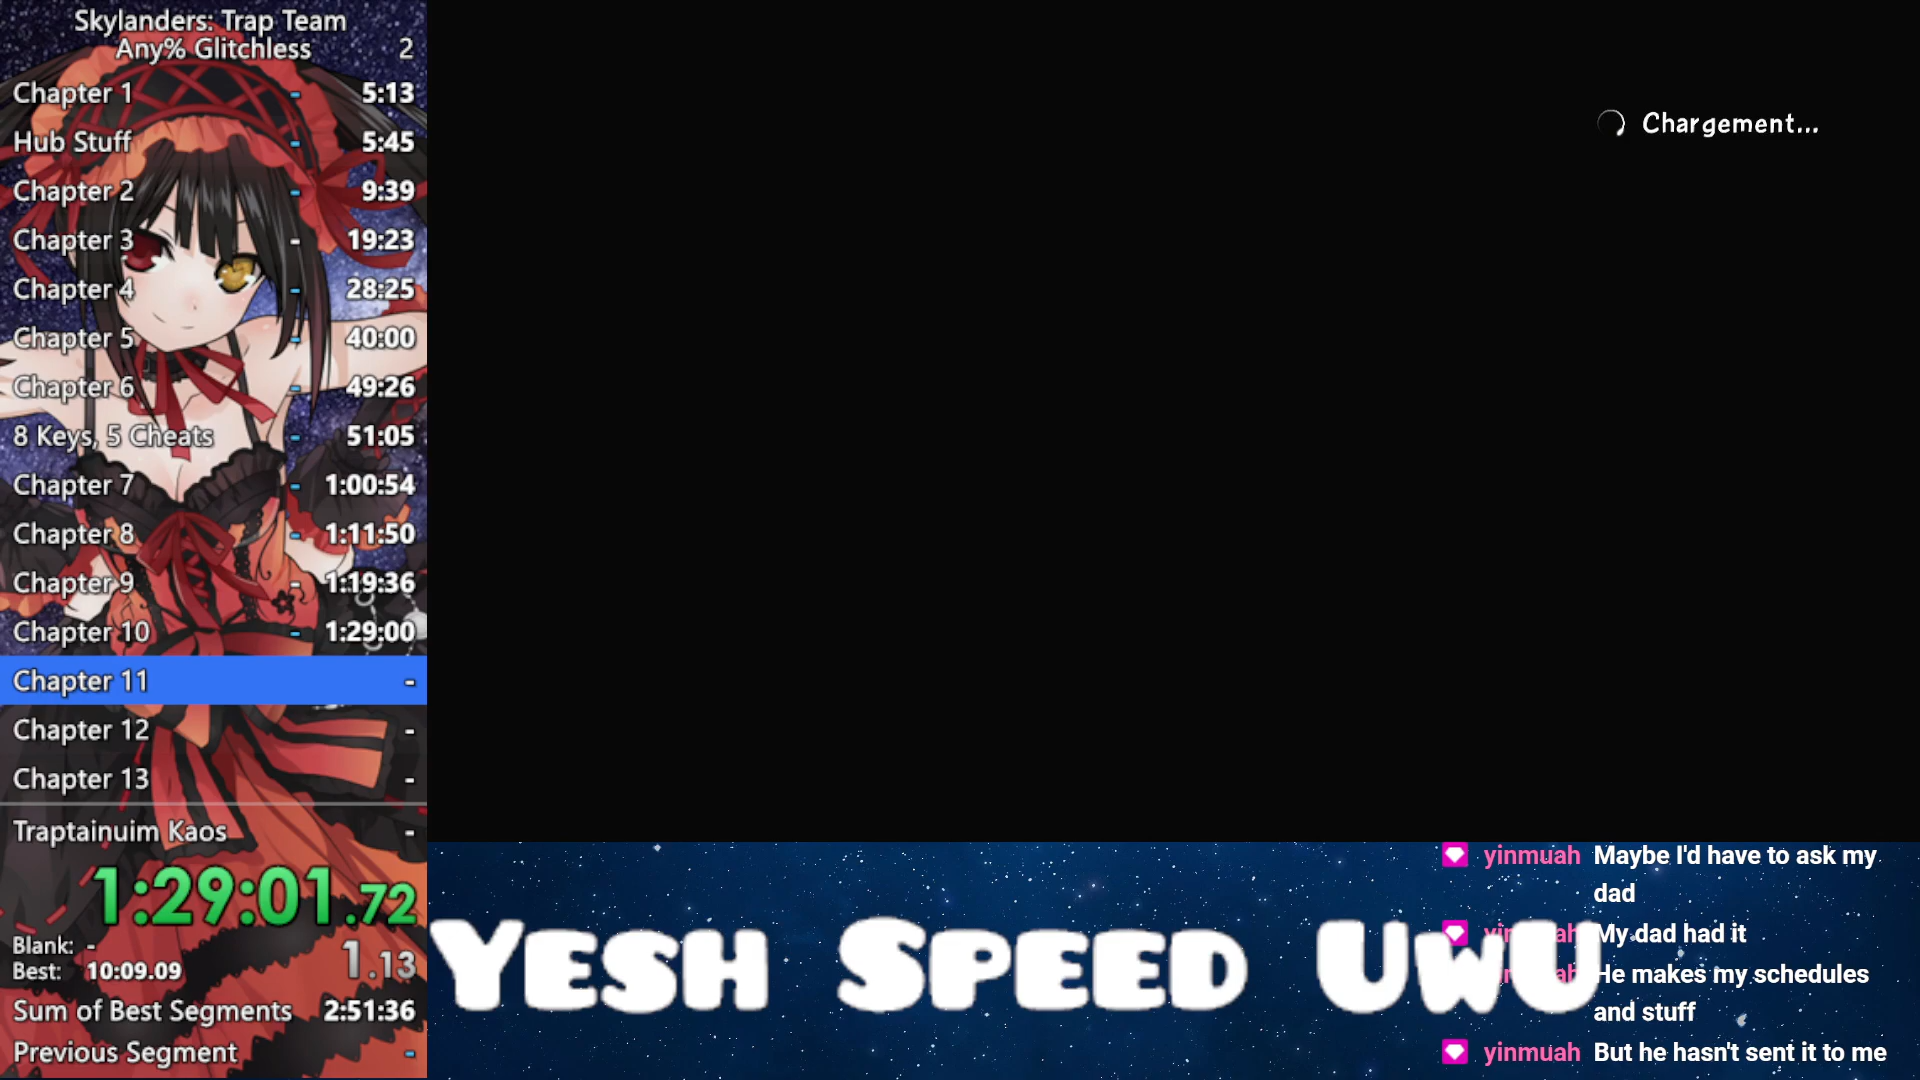 Skylanders: Trap Team
Any% Glitchless 2
Chapter 1 - 5:13
Hub Stuff - 5:45
Chapter 2 - 9:39
Chapter 3 - 19:23
Chapter 4 - 28:25
Chapter 5 - 40:00
Chapter 6 - 49:26
8 Keys, 5 Cheats - 51:05
Chapter 7 - 1:00:54
Chapter 8 - 1:11:50
Chapter 9 - 1:19:36
Chapter 10 - 1:29:00
Chapter 11 -
Chapter 12 -
Chapter 13 -
Traptainuim Kaos -
1:29:01.72
Blank: -
Best: 10:09.09
1.13
Sum of Best Segments 2:51:36
Previous Segment -
Chargement...
Yesh Speed UwU
yinmuah Maybe I'd have to ask my
dad
My dad had it
He makes my schedules
and stuff
yinmuah But he hasn't sent it to me